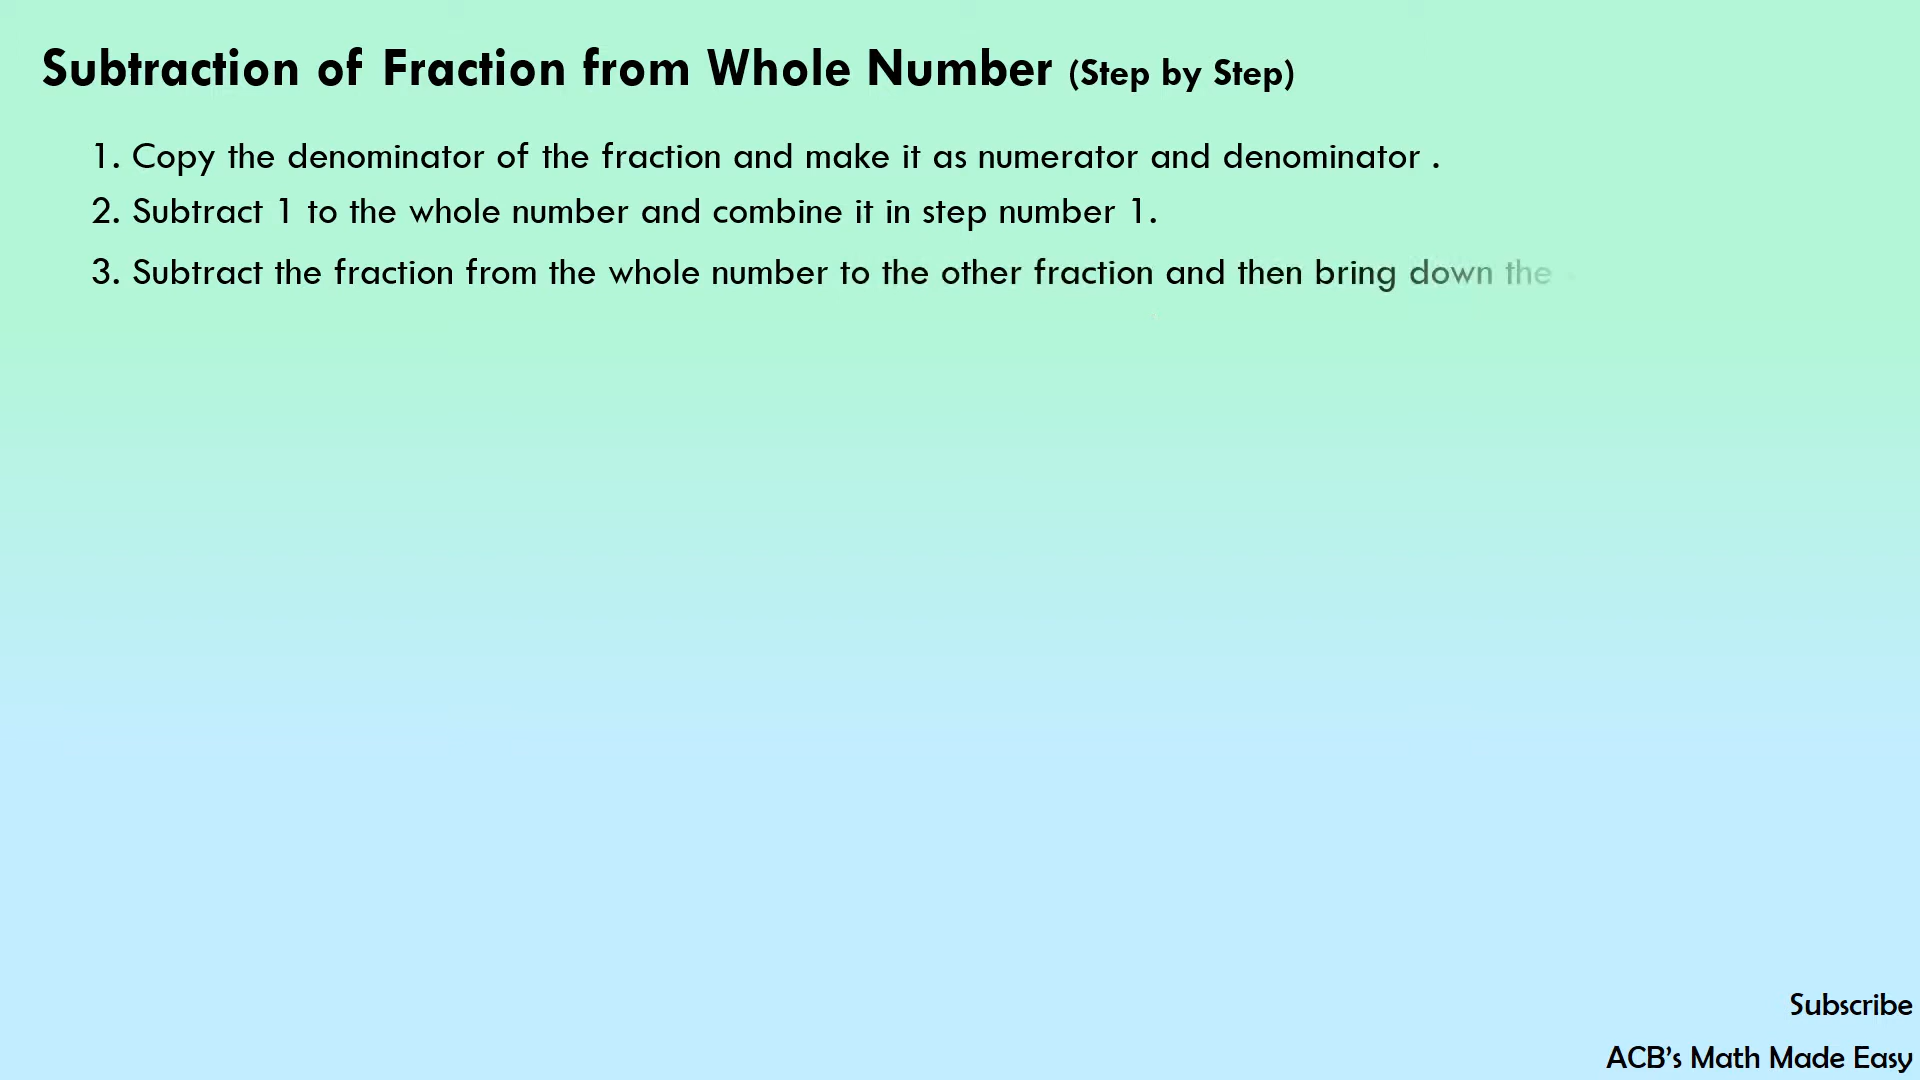 Subtraction of Fraction from Whole Number (Step by Step)
1. Copy the denominator of the fraction and make it as numerator and denominator .
2. Subtract 1 to the whole number and combine it in step number 1.
3. Subtract the fraction from the whole number to the other fraction and then bring down the
Subscribe
ACB's Math Made Easy